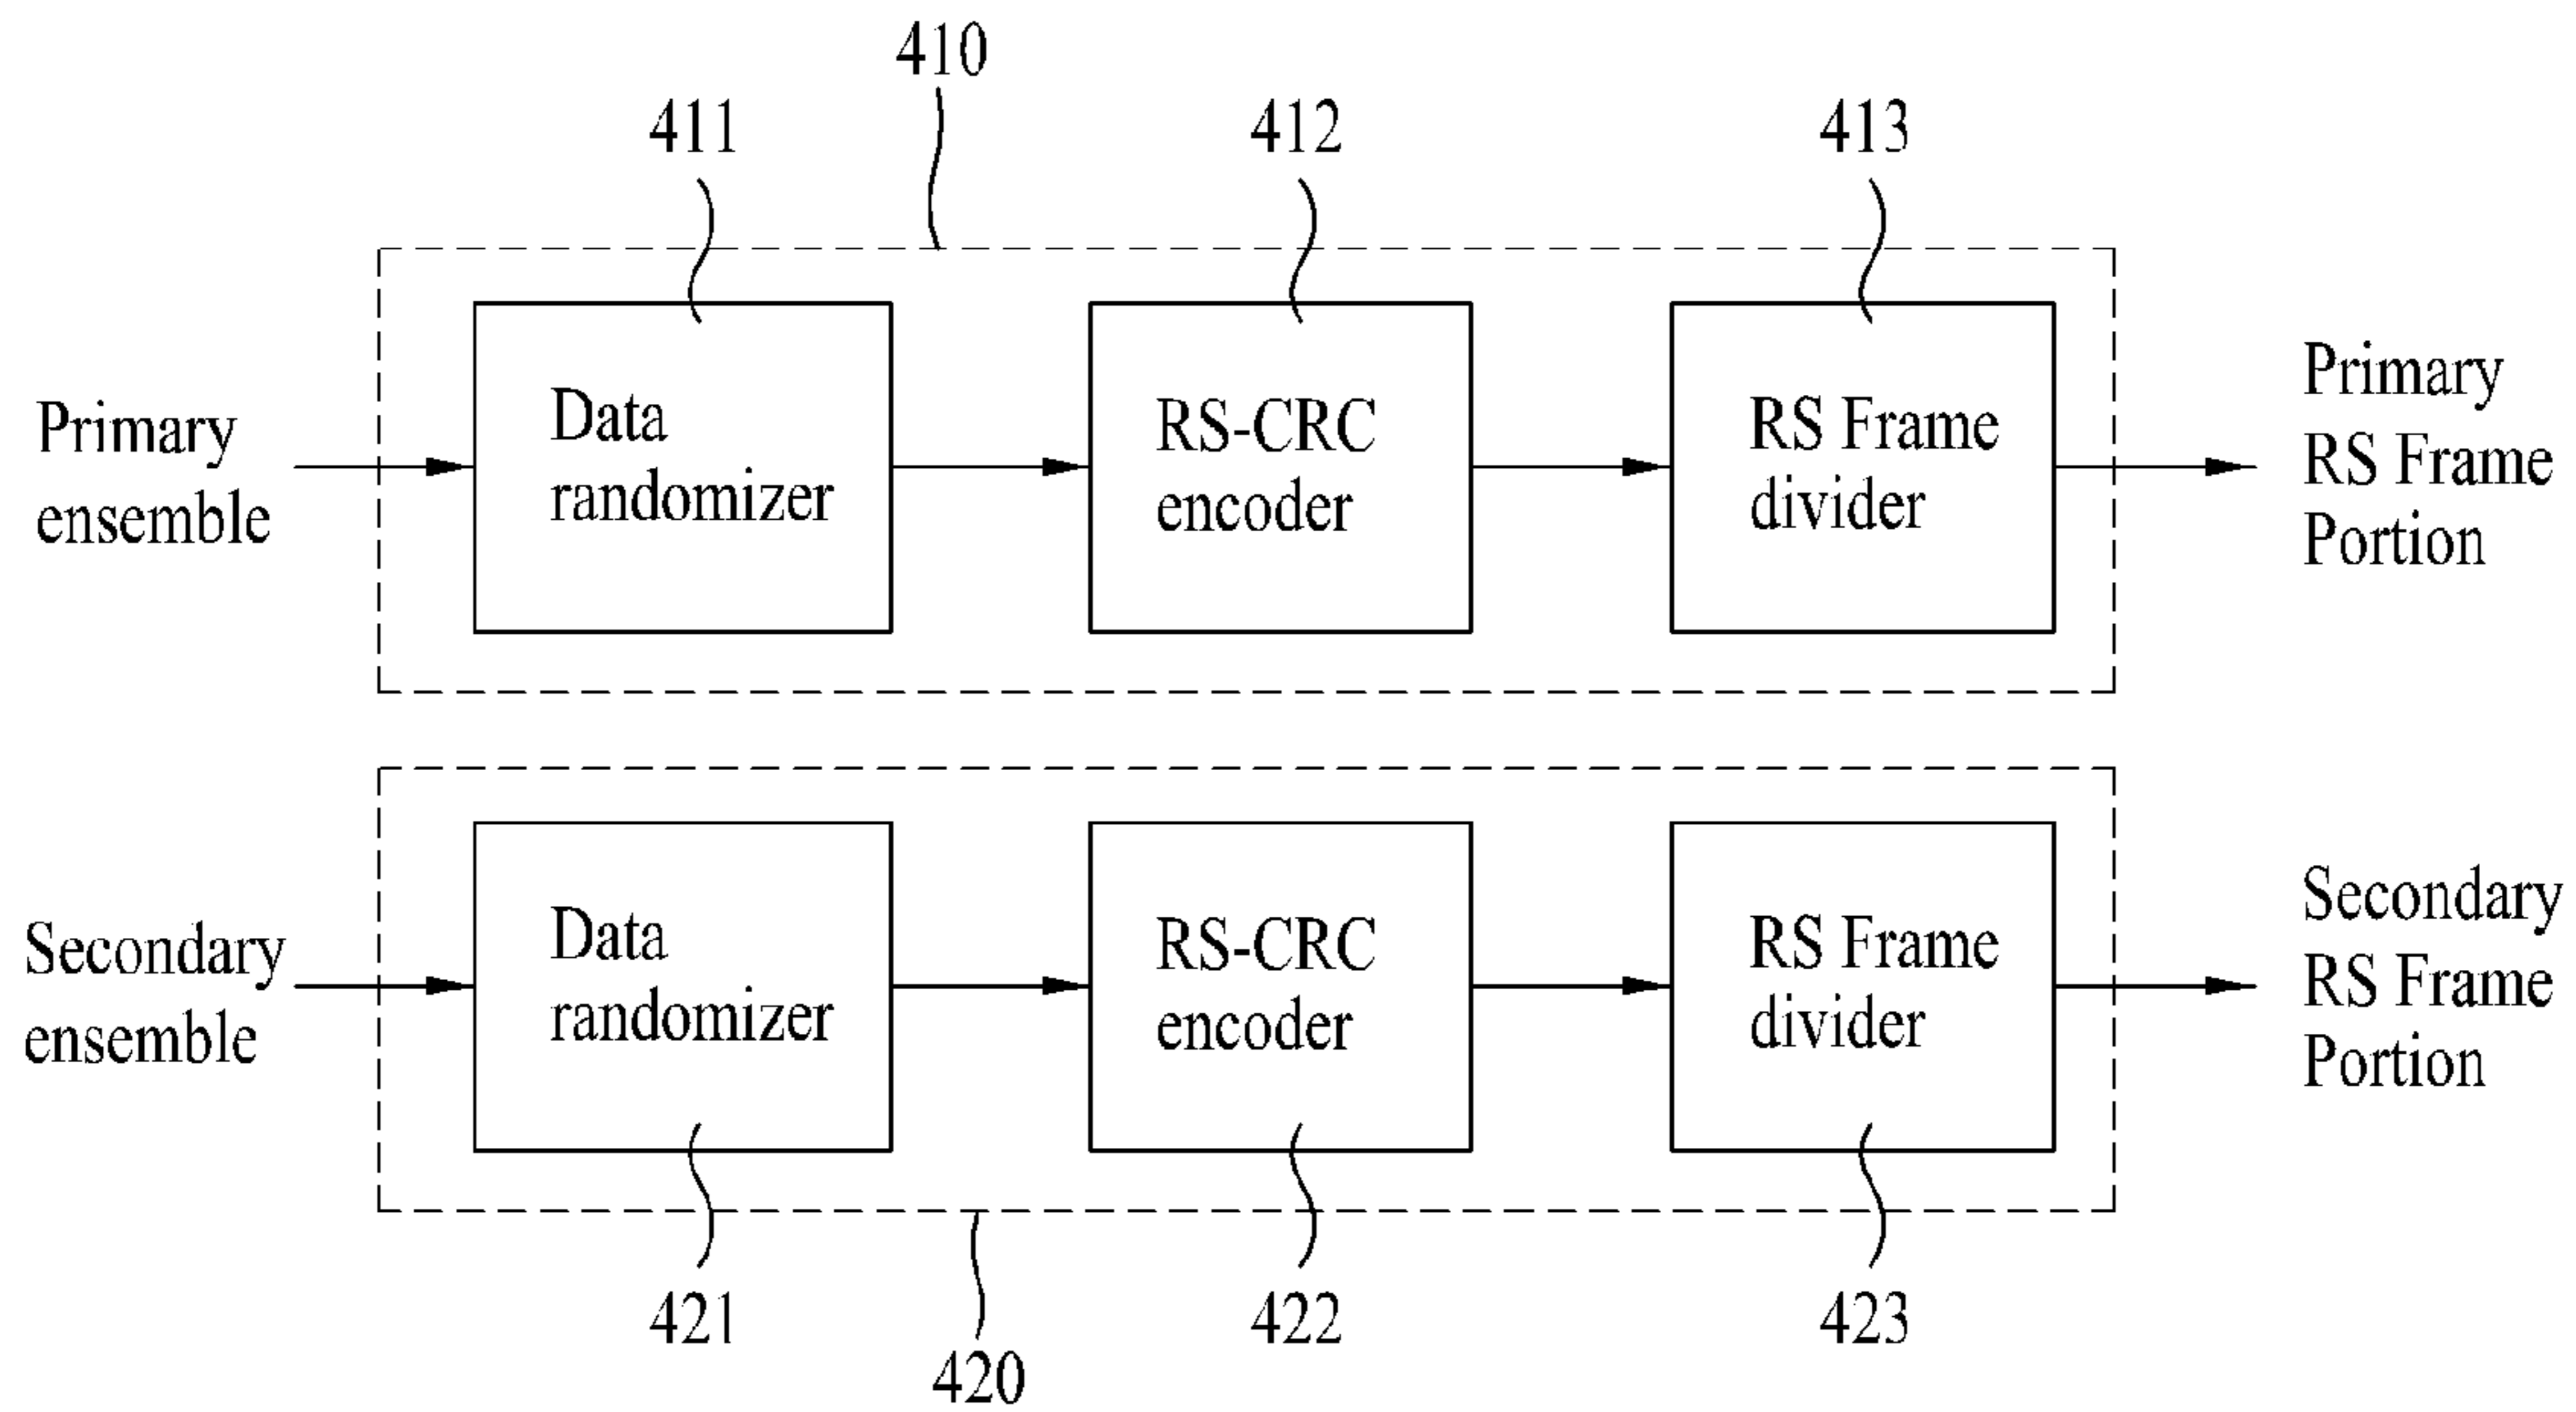 410
411
412
413
Primary
ensemble
Data
randomizer
RS-CRC
encoder
RS Frame
divider
Primary
RS Frame
Portion
Secondary
ensemble
Data
randomizer
RS-CRC
encoder
RS Frame
divider
Secondary
RS Frame
Portion
421
422
423
420